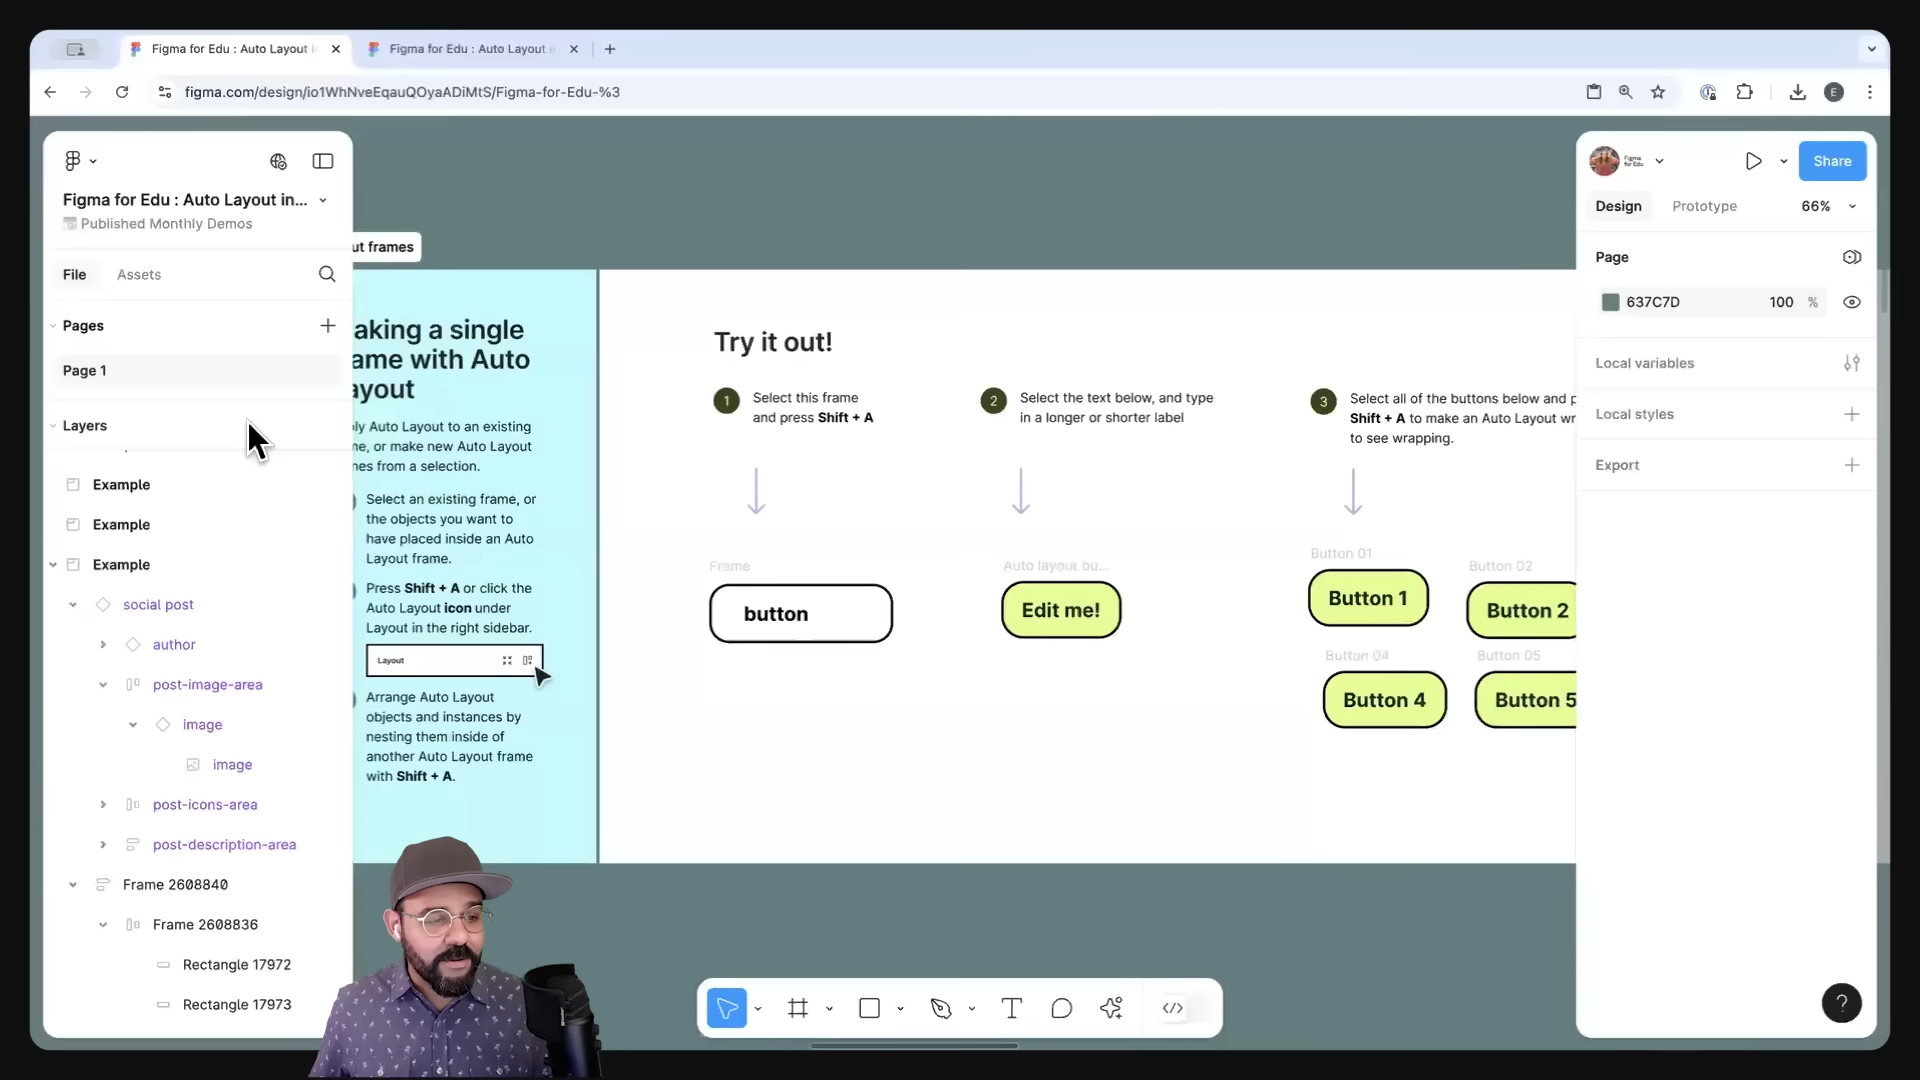 Figma for Edu : Auto Layout i
Figma for Edu : Auto Layout
figma.com/design/io1WhNveEqauQOyaADiMtS/Figma-for-Edu-%3
E
Figma for Edu : Auto Layout in...
Published Monthly Demos
File
Assets
Pages
Page 1
Layers
Example
Example
Example
social post
author
post-image-area
image
image
post-icons-area
post-description-area
Frame 2608840
Frame 2608836
Rectangle 17972
Rectangle 17973
ut frames
aking a single
ame with Auto
ayout
ly Auto Layout to an existing
me, or make new Auto Layout
mes from a selection.
Select an existing frame, or
the objects you want to
have placed inside an Auto
Layout frame.
Press Shift + A or click the
Auto Layout icon under
Layout in the right sidebar.
Layout
Arrange Auto Layout
objects and instances by
nesting them inside of
another Auto Layout frame
with Shift + A.
Try it out!
1
Select this frame
and press Shift + A
2
Select the text below, and type
in a longer or shorter label
3
Select all of the buttons below and p
Shift + A to make an Auto Layout wr
to see wrapping.
Frame
button
Auto layout bu...
Edit me!
Button 01
Button 1
Button 02
Button 2
Button 04
Button 4
Button 05
Button 5
Figma
for Edu
Share
Design
Prototype
66%
Page
637C7D
100
%
Local variables
Local styles
Export
?